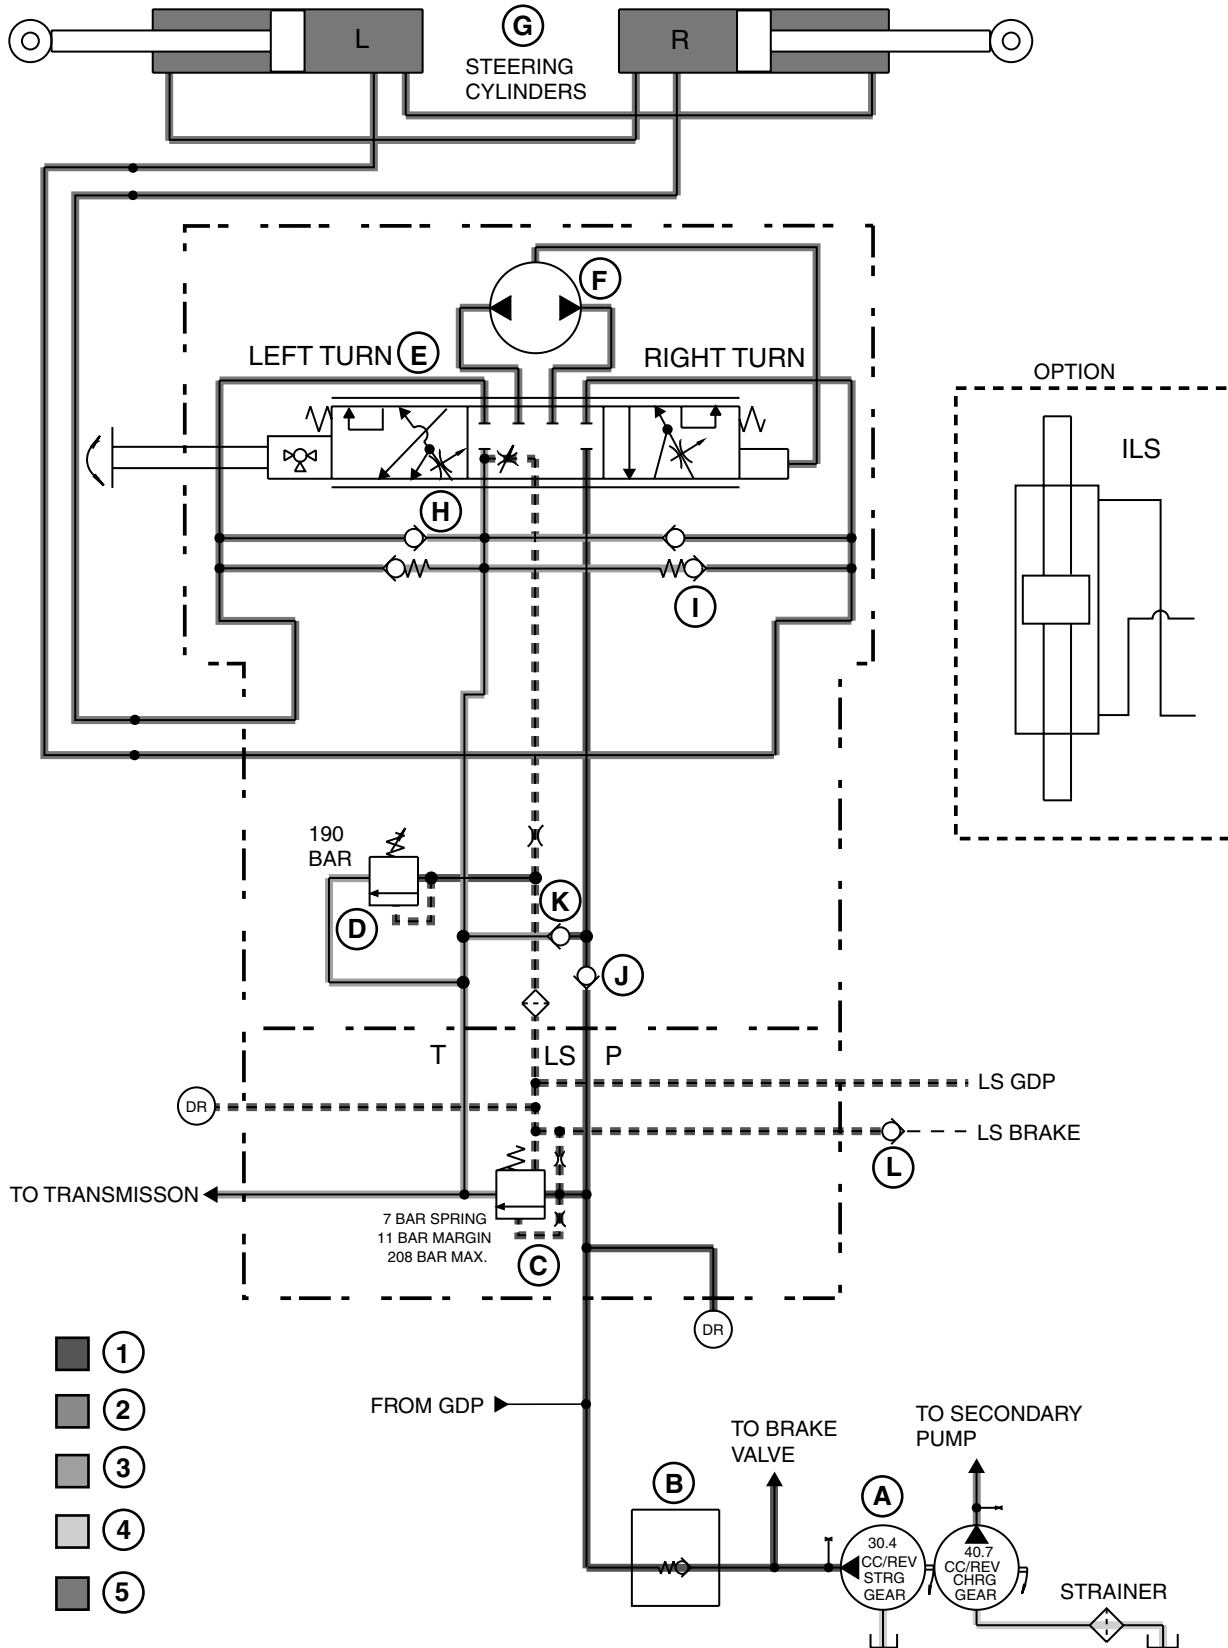 L
G
R
STEERING
CYLINDERS
F
LEFT TURN
E
RIGHT TURN
OPTION
ILS
H
I
190
BAR
K
D
J
T
LS
P
LS GDP
DR
LS BRAKE
L
TO TRANSMISSON
7 BAR SPRING
11 BAR MARGIN
208 BAR MAX.
C
DR
1
2
3
4
5
FROM GDP
TO BRAKE
VALVE
TO SECONDARY
PUMP
B
A
30.4
CC/REV
STRG
GEAR
40.7
CC/REV
CHRG
GEAR
STRAINER